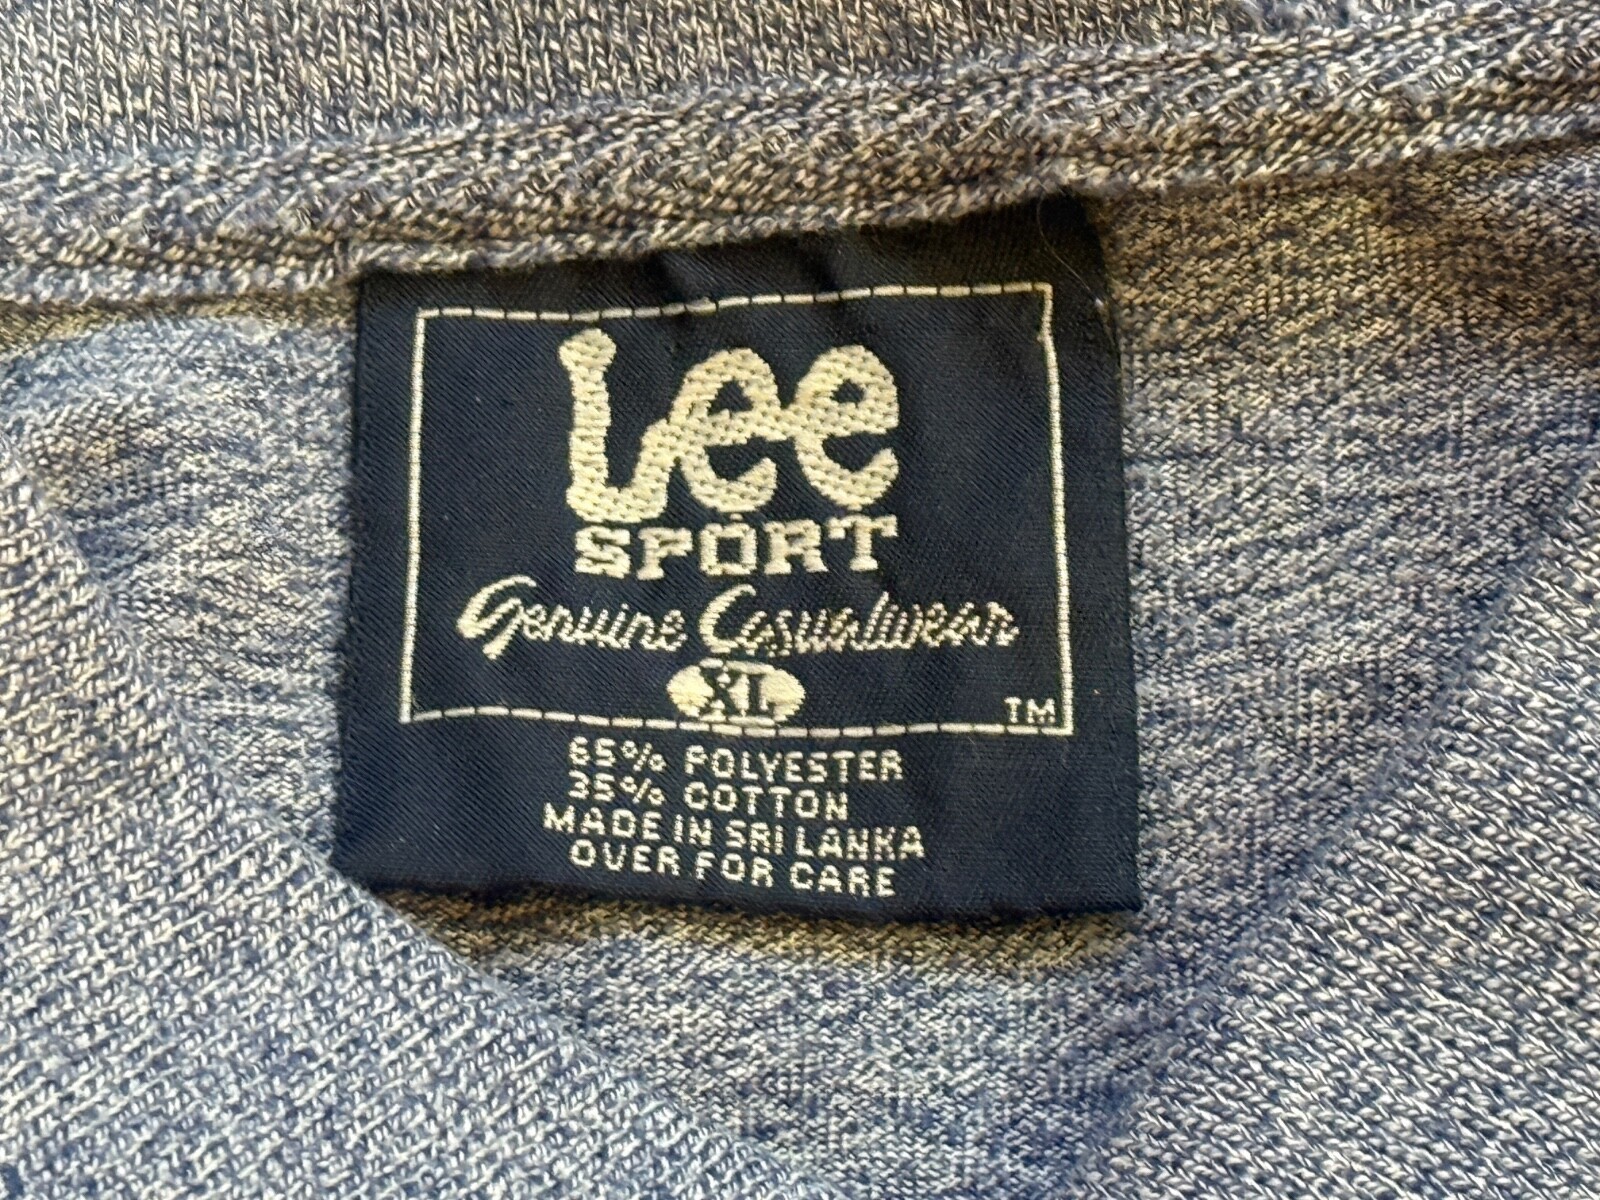 Lee
SPORT
Genuine Casualwear
XL
TM
65% POLYESTER
35% COTTON
MADE IN SRI LANKA
OVER FOR CARE